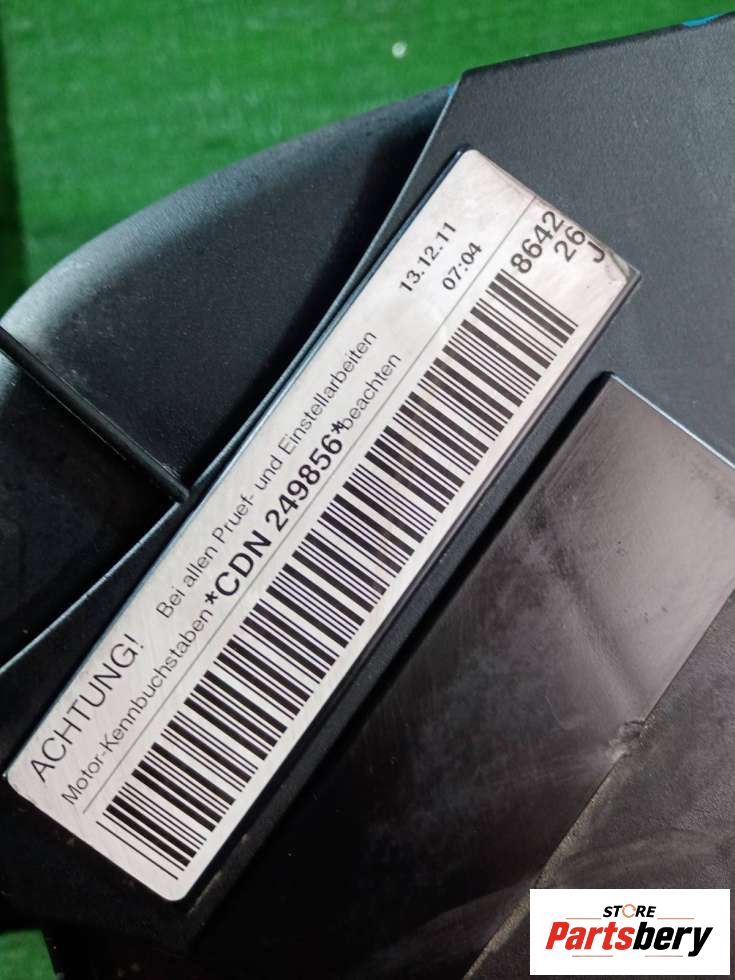 ACHTUNG! Bei allen Pruef- und Einstellarbeiten
Motor-Kennbuchstaben *CDN 249856* beachten
13.12.11
07:04
8642
26
J
STORE
Partsbery